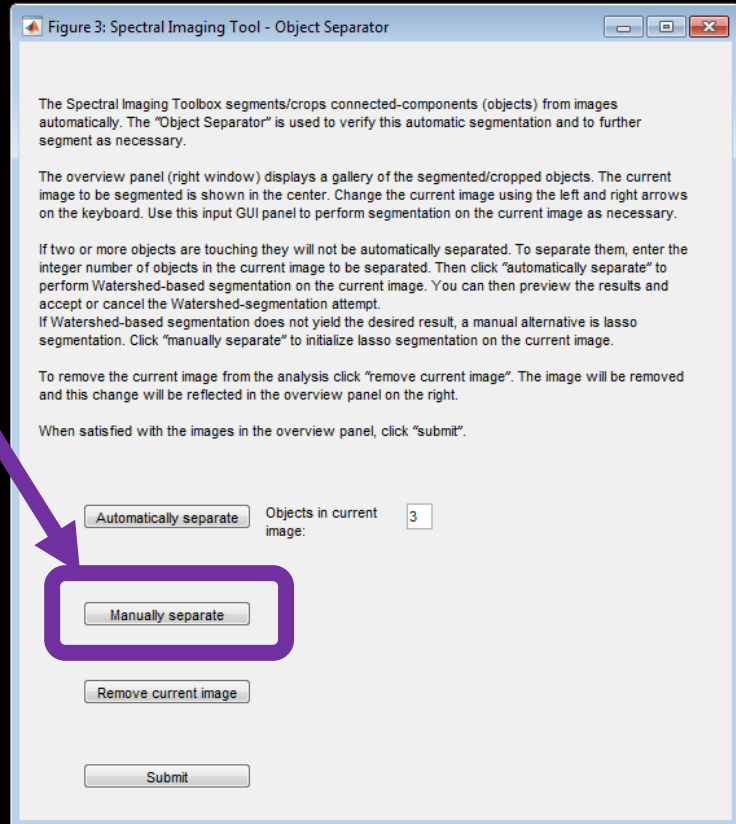 Figure 3: Spectral Imaging Tool - Object Separator
The Spectral Imaging Toolbox segments/crops connected-components (objects) from images
automatically. The "Object Separator" is used to verify this automatic segmentation and to further
segment as necessary.
The overview panel (right window) displays a gallery of the segmented/cropped objects. The current
image to be segmented is shown in the center. Change the current image using the left and right arrows
on the keyboard. Use this input GUI panel to perform segmentation on the current image as necessary.
If two or more objects are touching they will not be automatically separated. To separate them, enter the
integer number of objects in the current image to be separated. Then click "automatically separate" to
perform Watershed-based segmentation on the current image. You can then preview the results and
accept or cancel the Watershed-segmentation attempt.
If Watershed-based segmentation does not yield the desired result, a manual alternative is lasso
segmentation. Click "manually separate" to initialize lasso segmentation on the current image.
To remove the current image from the analysis click "remove current image". The image will be removed
and this change will be reflected in the overview panel on the right.
When satisfied with the images in the overview panel, click "submit".
Automatically separate Objects in current 3
image:
Manually separate
Remove current image
Submit